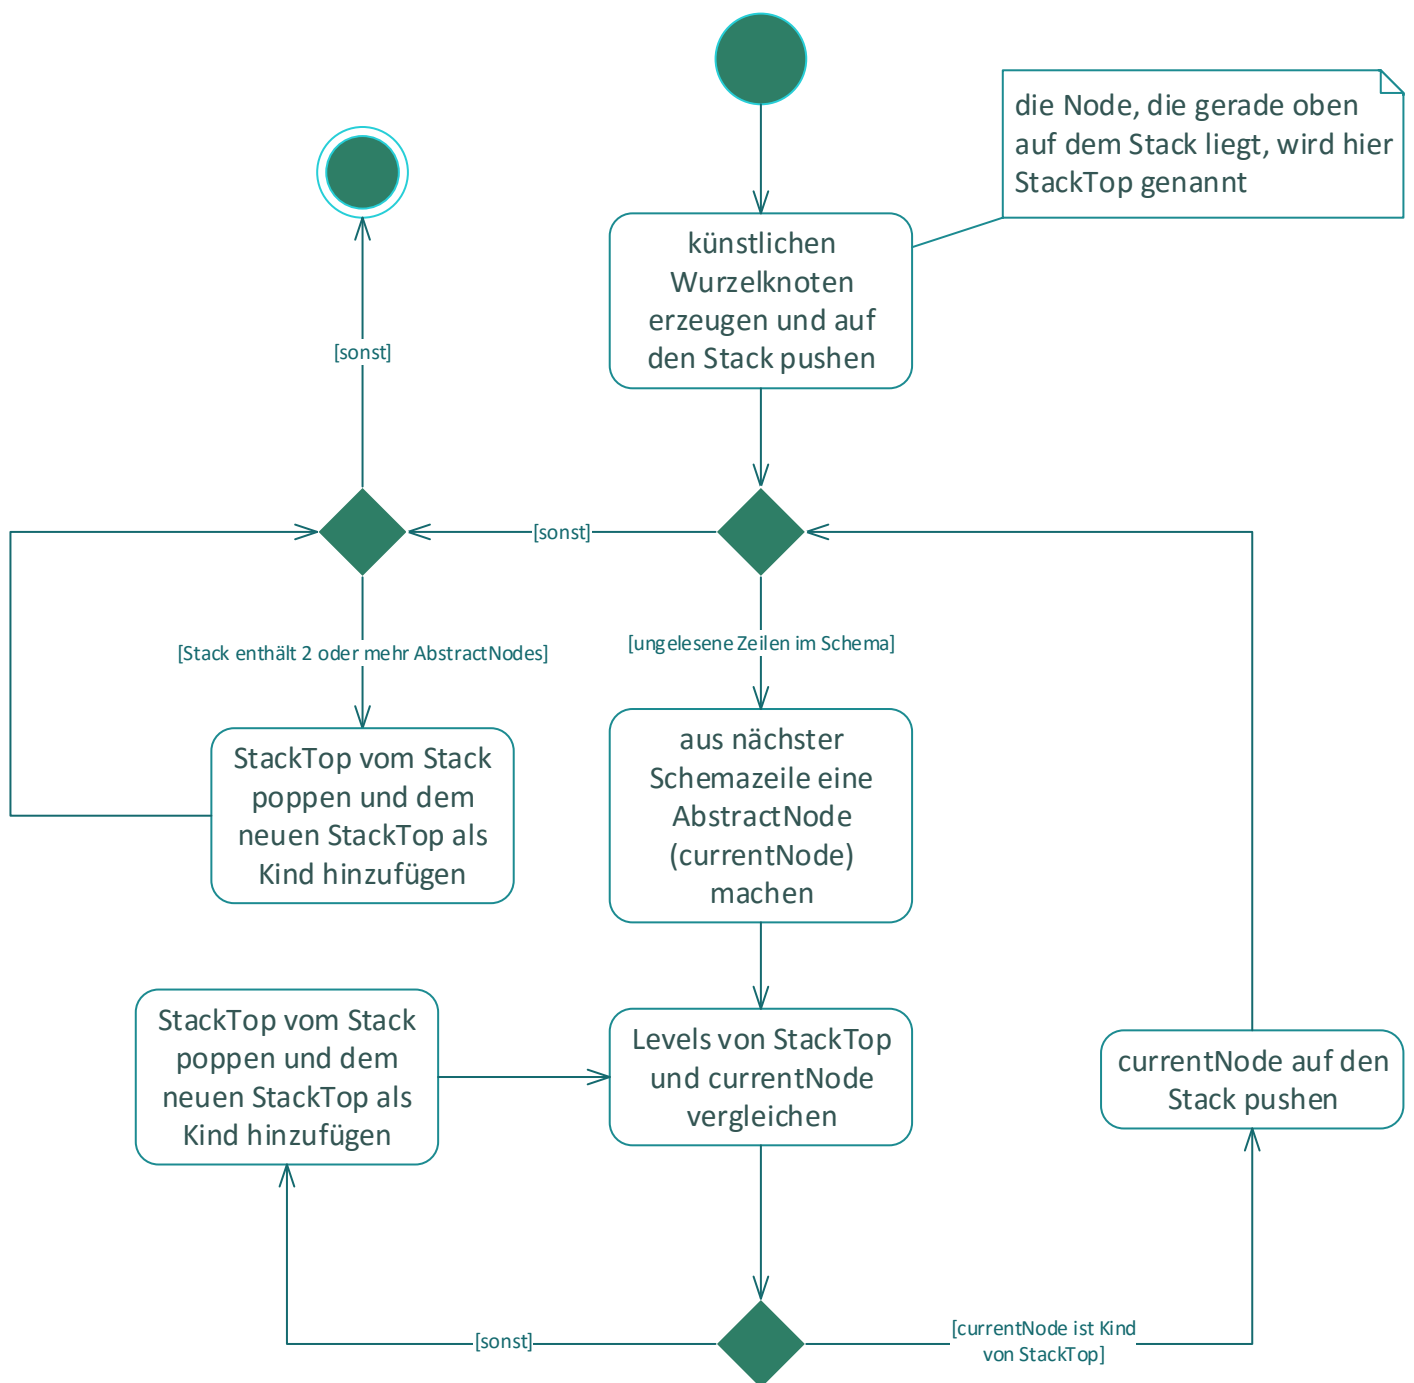 die Node, die gerade oben
auf dem Stack liegt, wird hier
StackTop genannt
künstlichen
Wurzelknoten
erzeugen und auf
den Stack pushen
[sonst]
[sonst]
[Stack enthält 2 oder mehr AbstractNodes]
[ungelesene Zeilen im Schema]
StackTop vom Stack
poppen und dem
neuen StackTop als
Kind hinzufügen
aus nächster
Schemazeile eine
AbstractNode
(currentNode)
machen
StackTop vom Stack
poppen und dem
neuen StackTop als
Kind hinzufügen
Levels von StackTop
und currentNode
vergleichen
currentNode auf den
Stack pushen
[sonst]
[currentNode ist Kind
von StackTop]